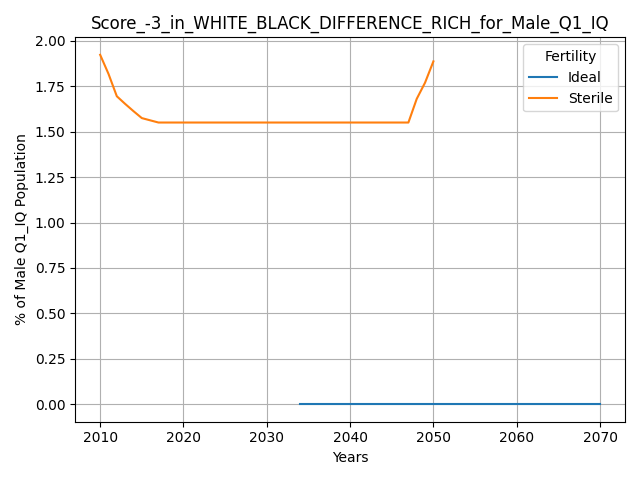 Score_-3_in_WHITE_BLACK_DIFFERENCE_RICH_for_Male_Q1_IQ
2.00
1.75
1.50
1.25
1.00
0.75
0.50
0.25
0.00
% of Male Q1_IQ Population
Fertility
Ideal
Sterile
2010 2020 2030 2040 2050 2060 2070
Years